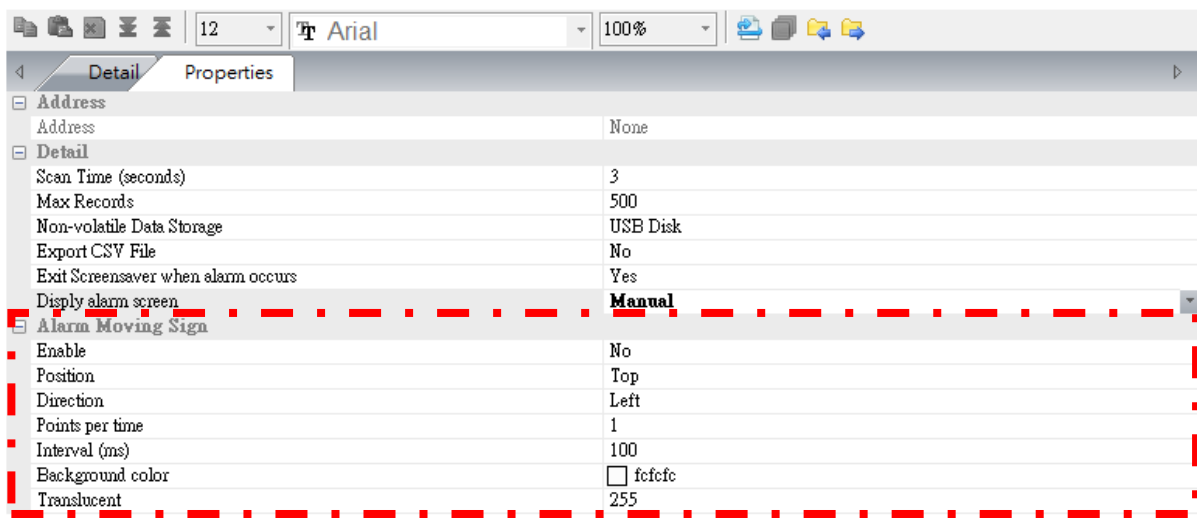 12 Arial 100%
Detail Properties
Address
Address None
Detail
Scan Time (seconds) 3
Max Records 500
Non-volatile Data Storage USB Disk
Export CSV File No
Exit Screensaver when alarm occurs Yes
Disply alarm screen Manual
Alarm Moving Sign
Enable No
Position Top
Direction Left
Points per time 1
Interval (ms) 100
Background color fcfcfc
Translucent 255